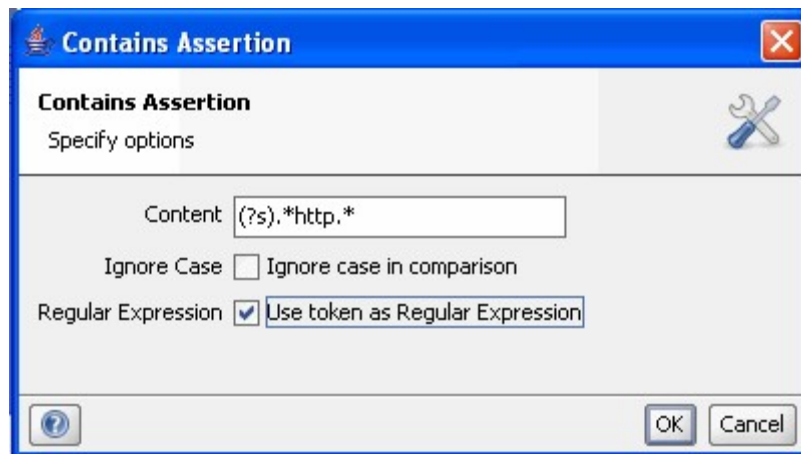 Contains Assertion
Contains Assertion
Specify options
Content (?s).*http.*
Ignore Case Ignore case in comparison
Regular Expression Use token as Regular Expression
? OK Cancel